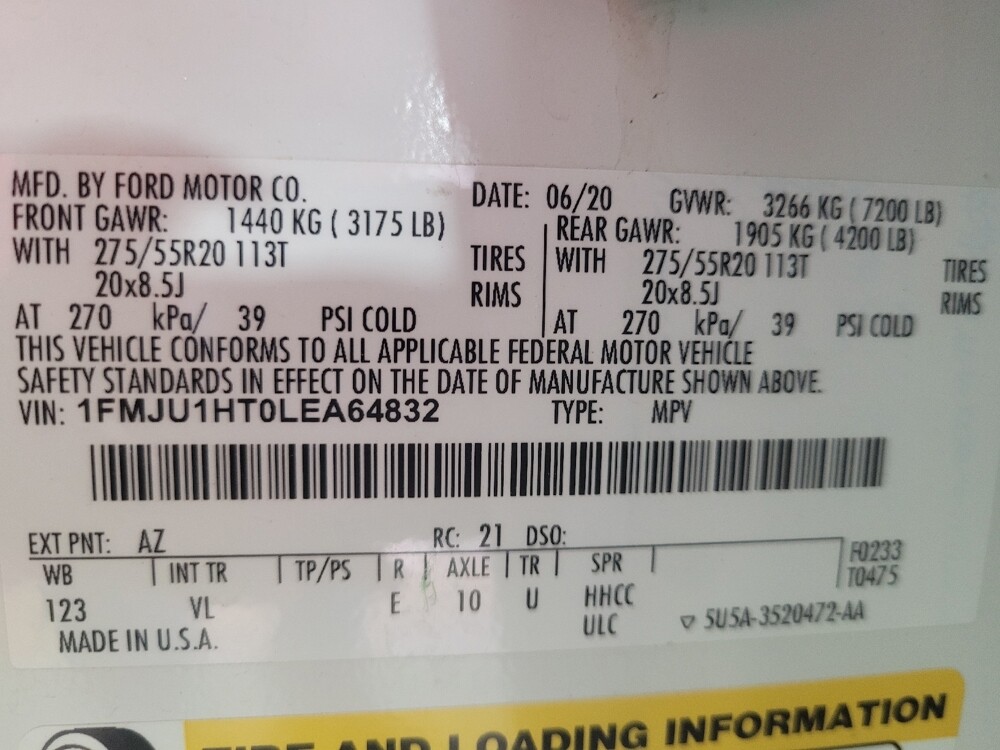 MFD. BY FORD MOTOR CO. DATE: 06/20 GVWR: 3266 KG ( 7200 LB)
FRONT GAWR: 1440 KG ( 3175 LB) REAR GAWR: 1905 KG ( 4200 LB)
WITH 275/55R20 113T TIRES WITH 275/55R20 113T TIRES
20x8.5J RIMS 20x8.5J RIMS
AT 270 kPa/ 39 PSI COLD AT 270 kPa/ 39 PSI COLD
THIS VEHICLE CONFORMS TO ALL APPLICABLE FEDERAL MOTOR VEHICLE
SAFETY STANDARDS IN EFFECT ON THE DATE OF MANUFACTURE SHOWN ABOVE.
VIN: 1FMJU1HT0LEA64832 TYPE: MPV
EXT PNT: AZ RC: 21 DSO:
WB INT TR TP/PS R AXLE TR SPR F0233
T0475
123 VL E 10 U HHCC
ULC ▽ 5U5A-3520472-AA
MADE IN U.S.A.
TIRE AND LOADING INFORMATION